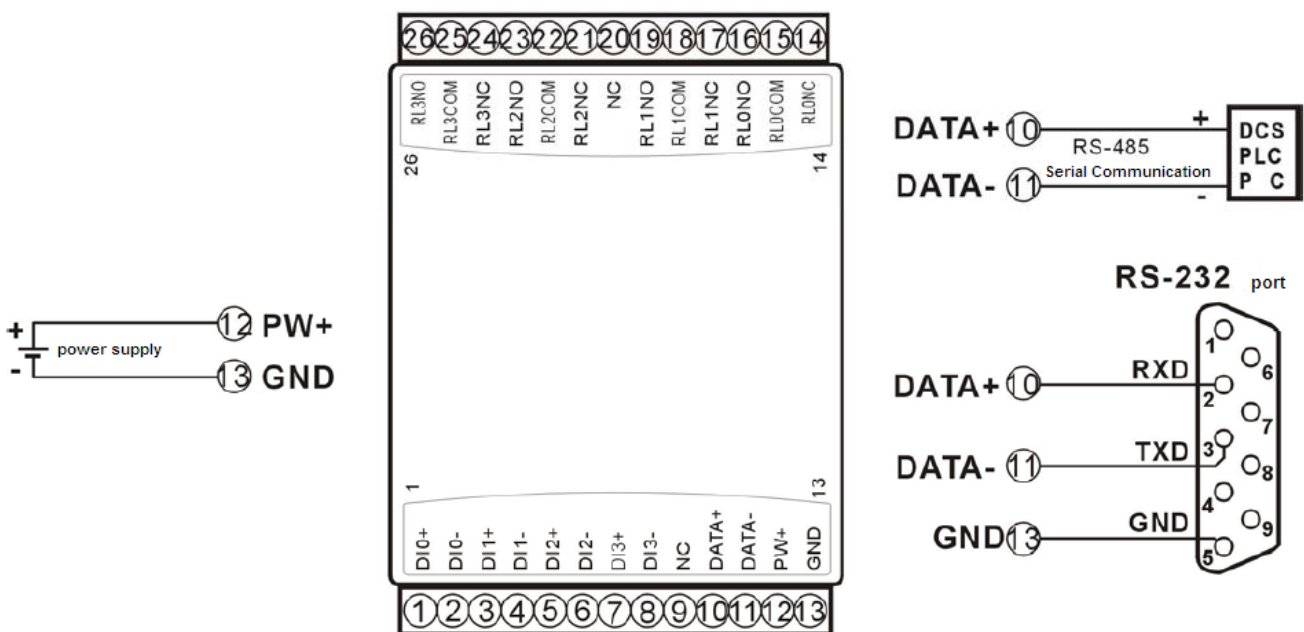 26 25 24 23 22 21 20 19 18 17 16 15 14
RL3NO RL3COM RL3NC RL2NO RL2COM RL2NC NC RL1NO RL1COM RL1NC RL0NO RL0COM RL0NC
26 14
1 13
DI0+ DI0- DI1+ DI1- DI2+ DI2- DI3+ DI3- NC DATA+ DATA- PW+ GND
1 2 3 4 5 6 7 8 9 10 11 12 13
+ 12 PW+
power supply
- 13 GND
DATA+ 10 + DCS
RS-485 PLC
Serial Communication
DATA- 11 - P C
RS-232 port
1
6
DATA+ 10 RXD 2
7
DATA- 11 TXD 3
8
4
9
GND 13 GND 5